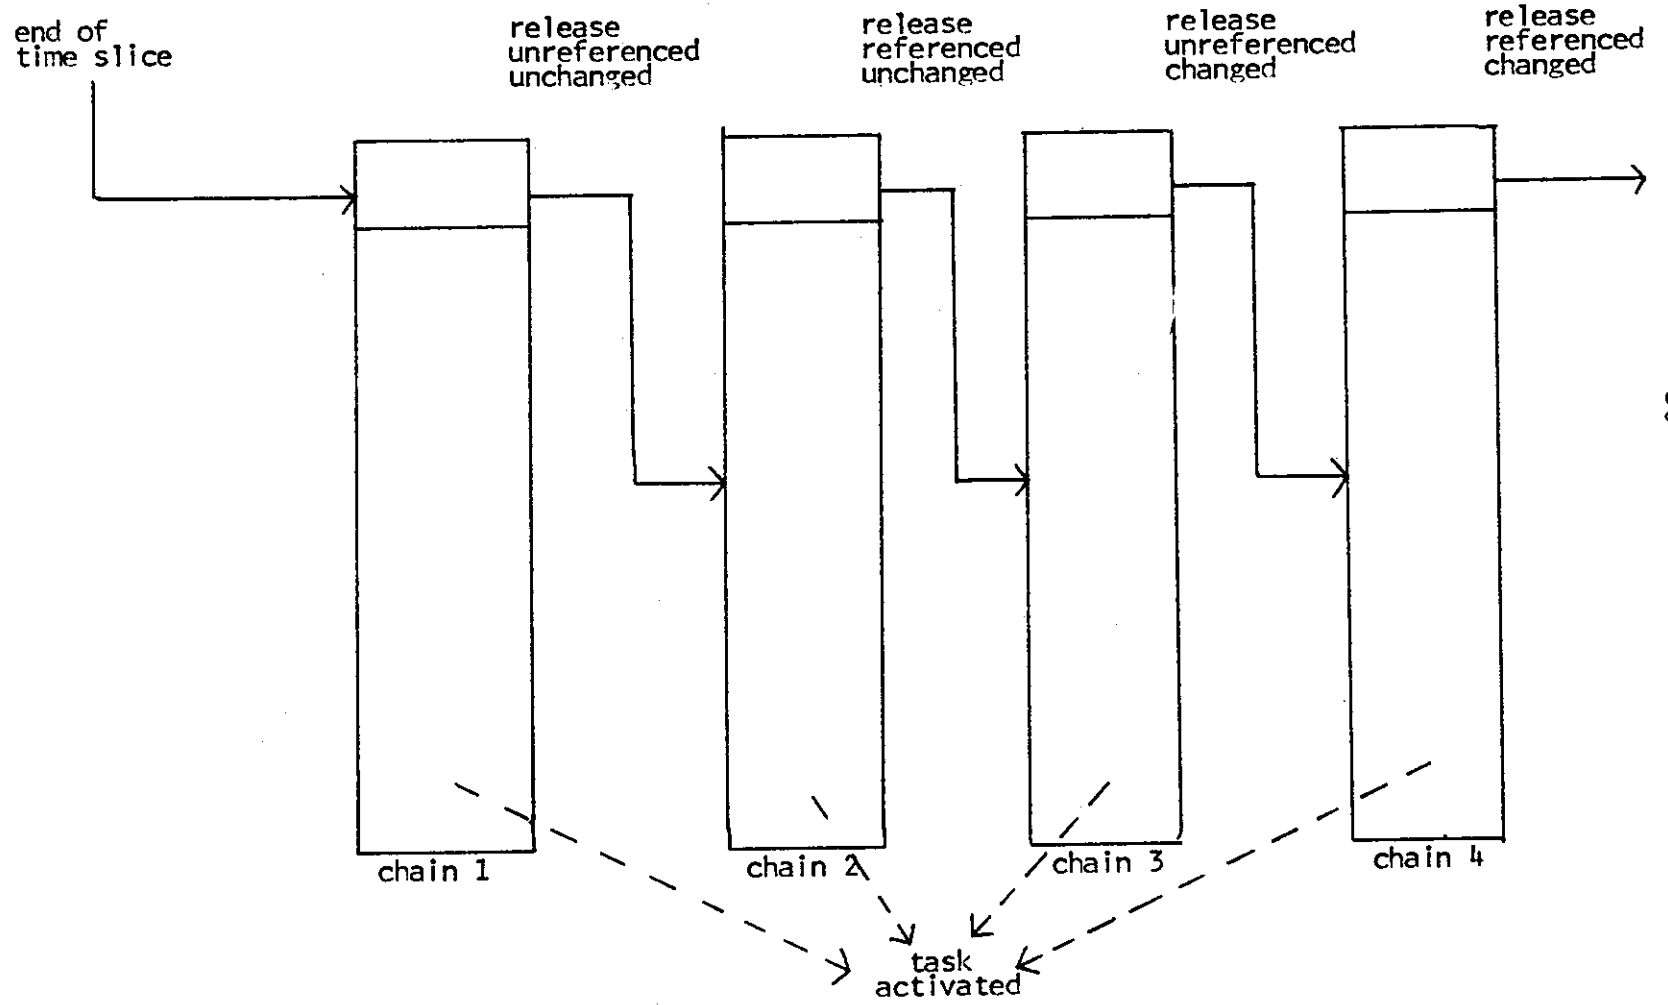 end of
time slice
release
unreferenced
unchanged
release
referenced
unchanged
release
unreferenced
changed
release
referenced
changed
chain 1
chain 2
chain 3
chain 4
task
activated